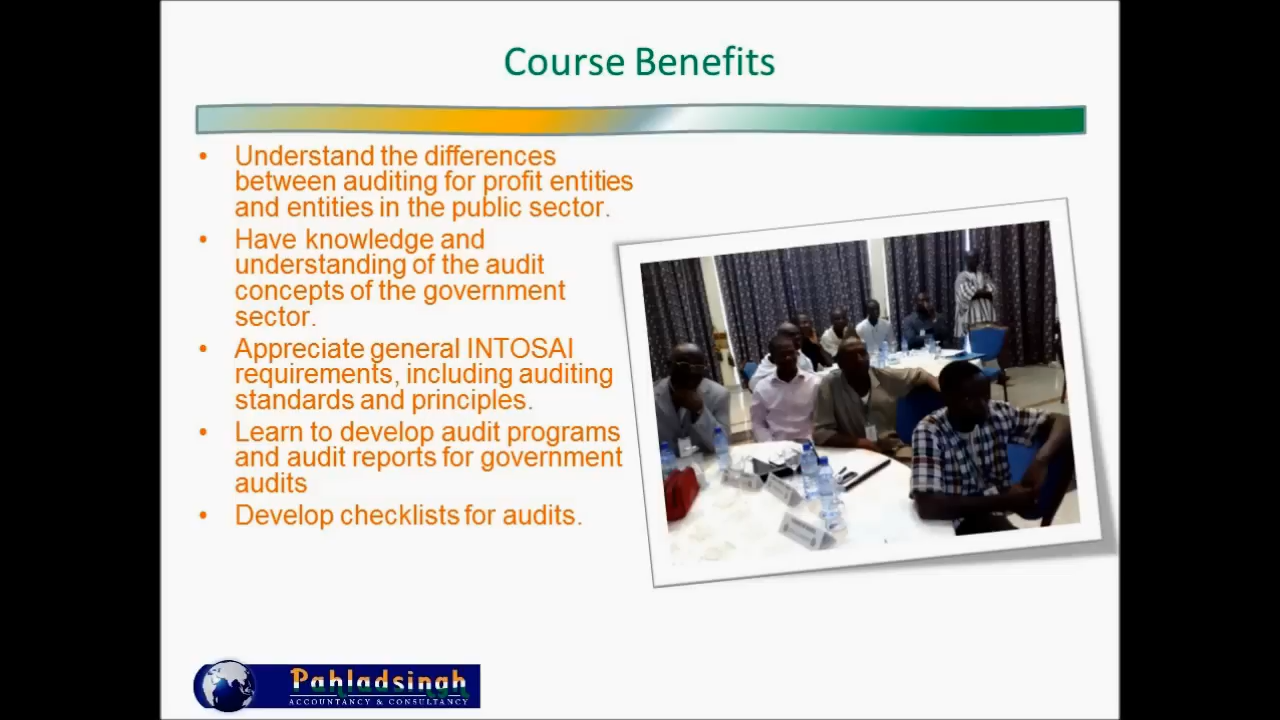 Course Benefits
• Understand the differences
between auditing for profit entities
and entities in the public sector.
• Have knowledge and
understanding of the audit
concepts of the government
sector.
• Appreciate general INTOSAI
requirements, including auditing
standards and principles.
• Learn to develop audit programs
and audit reports for government
audits
• Develop checklists for audits.
Pahladsingh
ACCOUNTANCY & CONSULTANCY